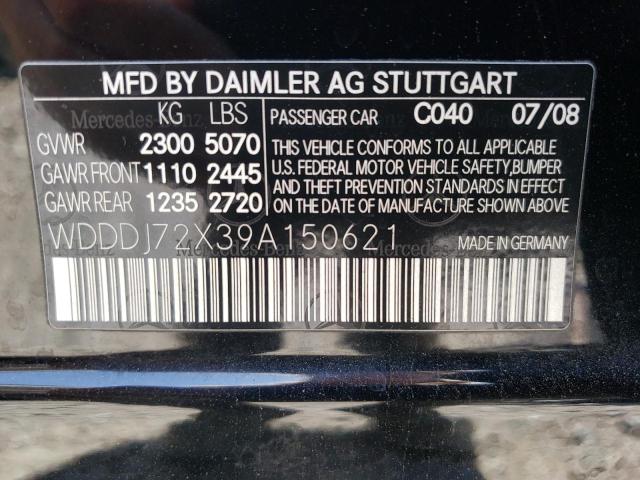 MFD BY DAIMLER AG STUTTGART
KG LBS
GVWR 2300 5070
GAWR FRONT 1110 2445
GAWR REAR 1235 2720
PASSENGER CAR C040 07/08
THIS VEHICLE CONFORMS TO ALL APPLICABLE
U.S. FEDERAL MOTOR VEHICLE SAFETY, BUMPER
AND THEFT PREVENTION STANDARDS IN EFFECT
ON DATE OF MANUFACTURE SHOWN ABOVE.
WDDDJ72X39A150621
MADE IN GERMANY
Mercedes-Benz